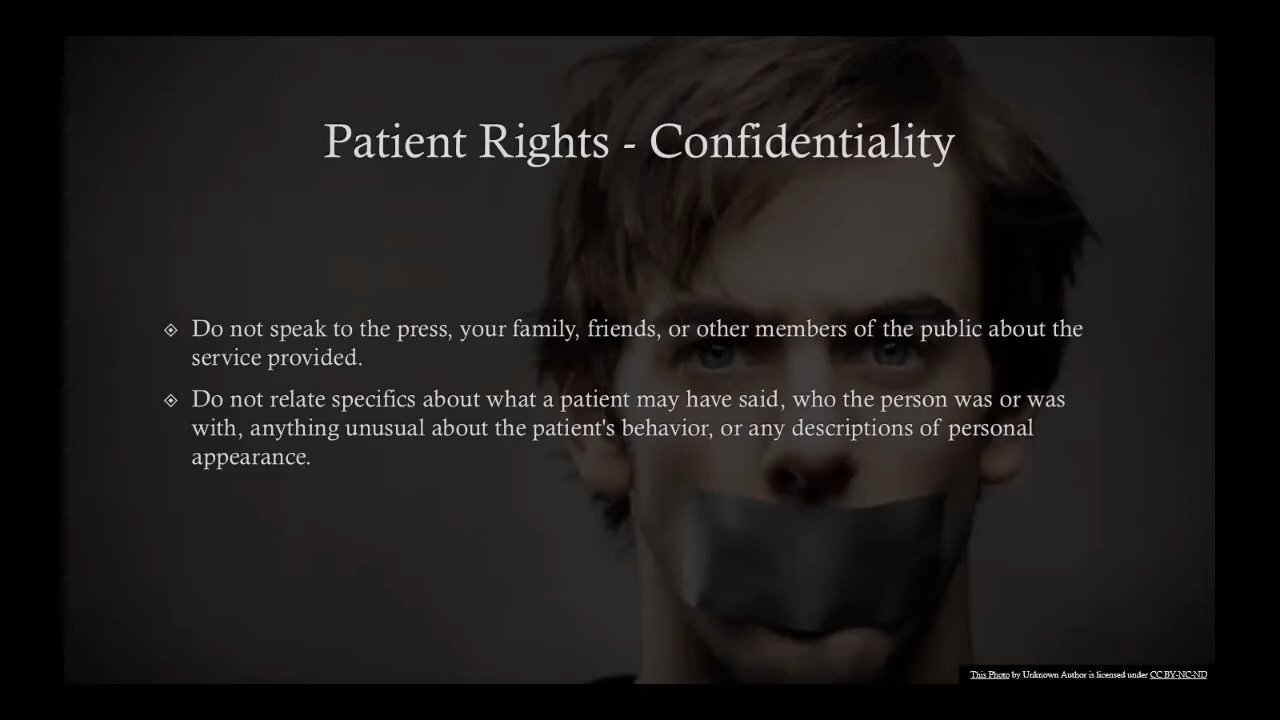 Patient Rights - Confidentiality
Do not speak to the press, your family, friends, or other members of the public about the
service provided.
Do not relate specifics about what a patient may have said, who the person was or was
with, anything unusual about the patient's behavior, or any descriptions of personal
appearance.
This Photo by Unknown Author is licensed under CC BY-NC-ND